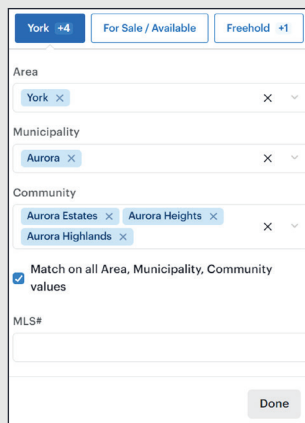 York +4 For Sale / Available Freehold +1
Area
York ×
Municipality
Aurora ×
Community
Aurora Estates × Aurora Heights ×
Aurora Highlands ×
Match on all Area, Municipality, Community
values
MLS#
Done